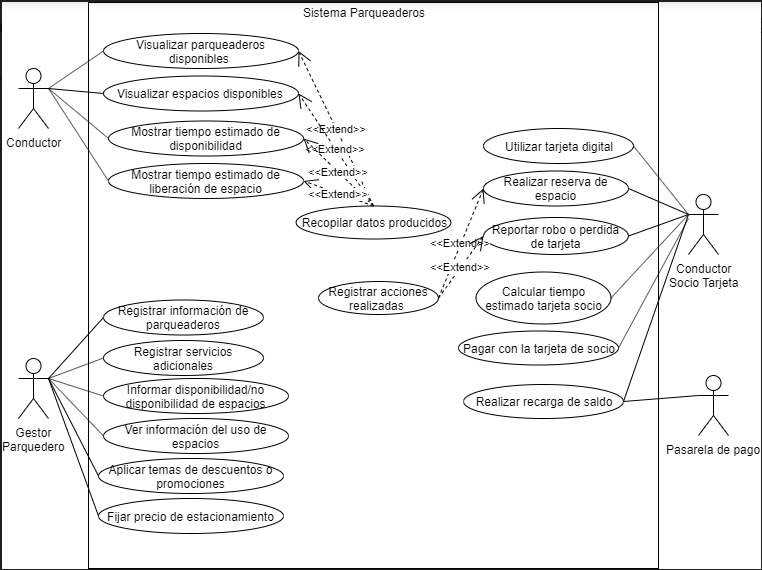 Sistema Parqueaderos
Visualizar parqueaderos
disponibles
Visualizar espacios disponibles
Mostrar tiempo estimado de
disponibilidad
Mostrar tiempo estimado de
liberación de espacio
Conductor
<<Extend>>
<<Extend>>
<<Extend>>
<<Extend>>
Recopilar datos producidos
Utilizar tarjeta digital
Realizar reserva de
espacio
Reportar robo o perdida
de tarjeta
<<Extend>>
<<Extend>>
Registrar acciones
realizadas
Calcular tiempo
estimado tarjeta socio
Pagar con la tarjeta de socio
Realizar recarga de saldo
Conductor
Socio Tarjeta
Pasarela de pago
Registrar información de
parqueaderos
Registrar servicios
adicionales
Informar disponibilidad/no
disponibilidad de espacios
Ver información del uso de
espacios
Aplicar temas de descuentos o
promociones
Fijar precio de estacionamiento
Gestor
Parquedero